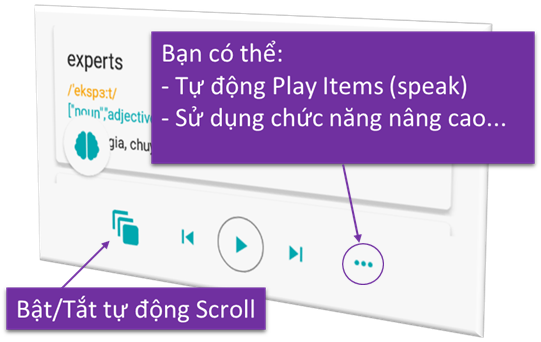 experts
/ˈekspɜːt/
["noun","adjective
gia, chuy
Bạn có thể:
- Tự động Play Items (speak)
- Sử dụng chức năng nâng cao...
Bật/Tắt tự động Scroll